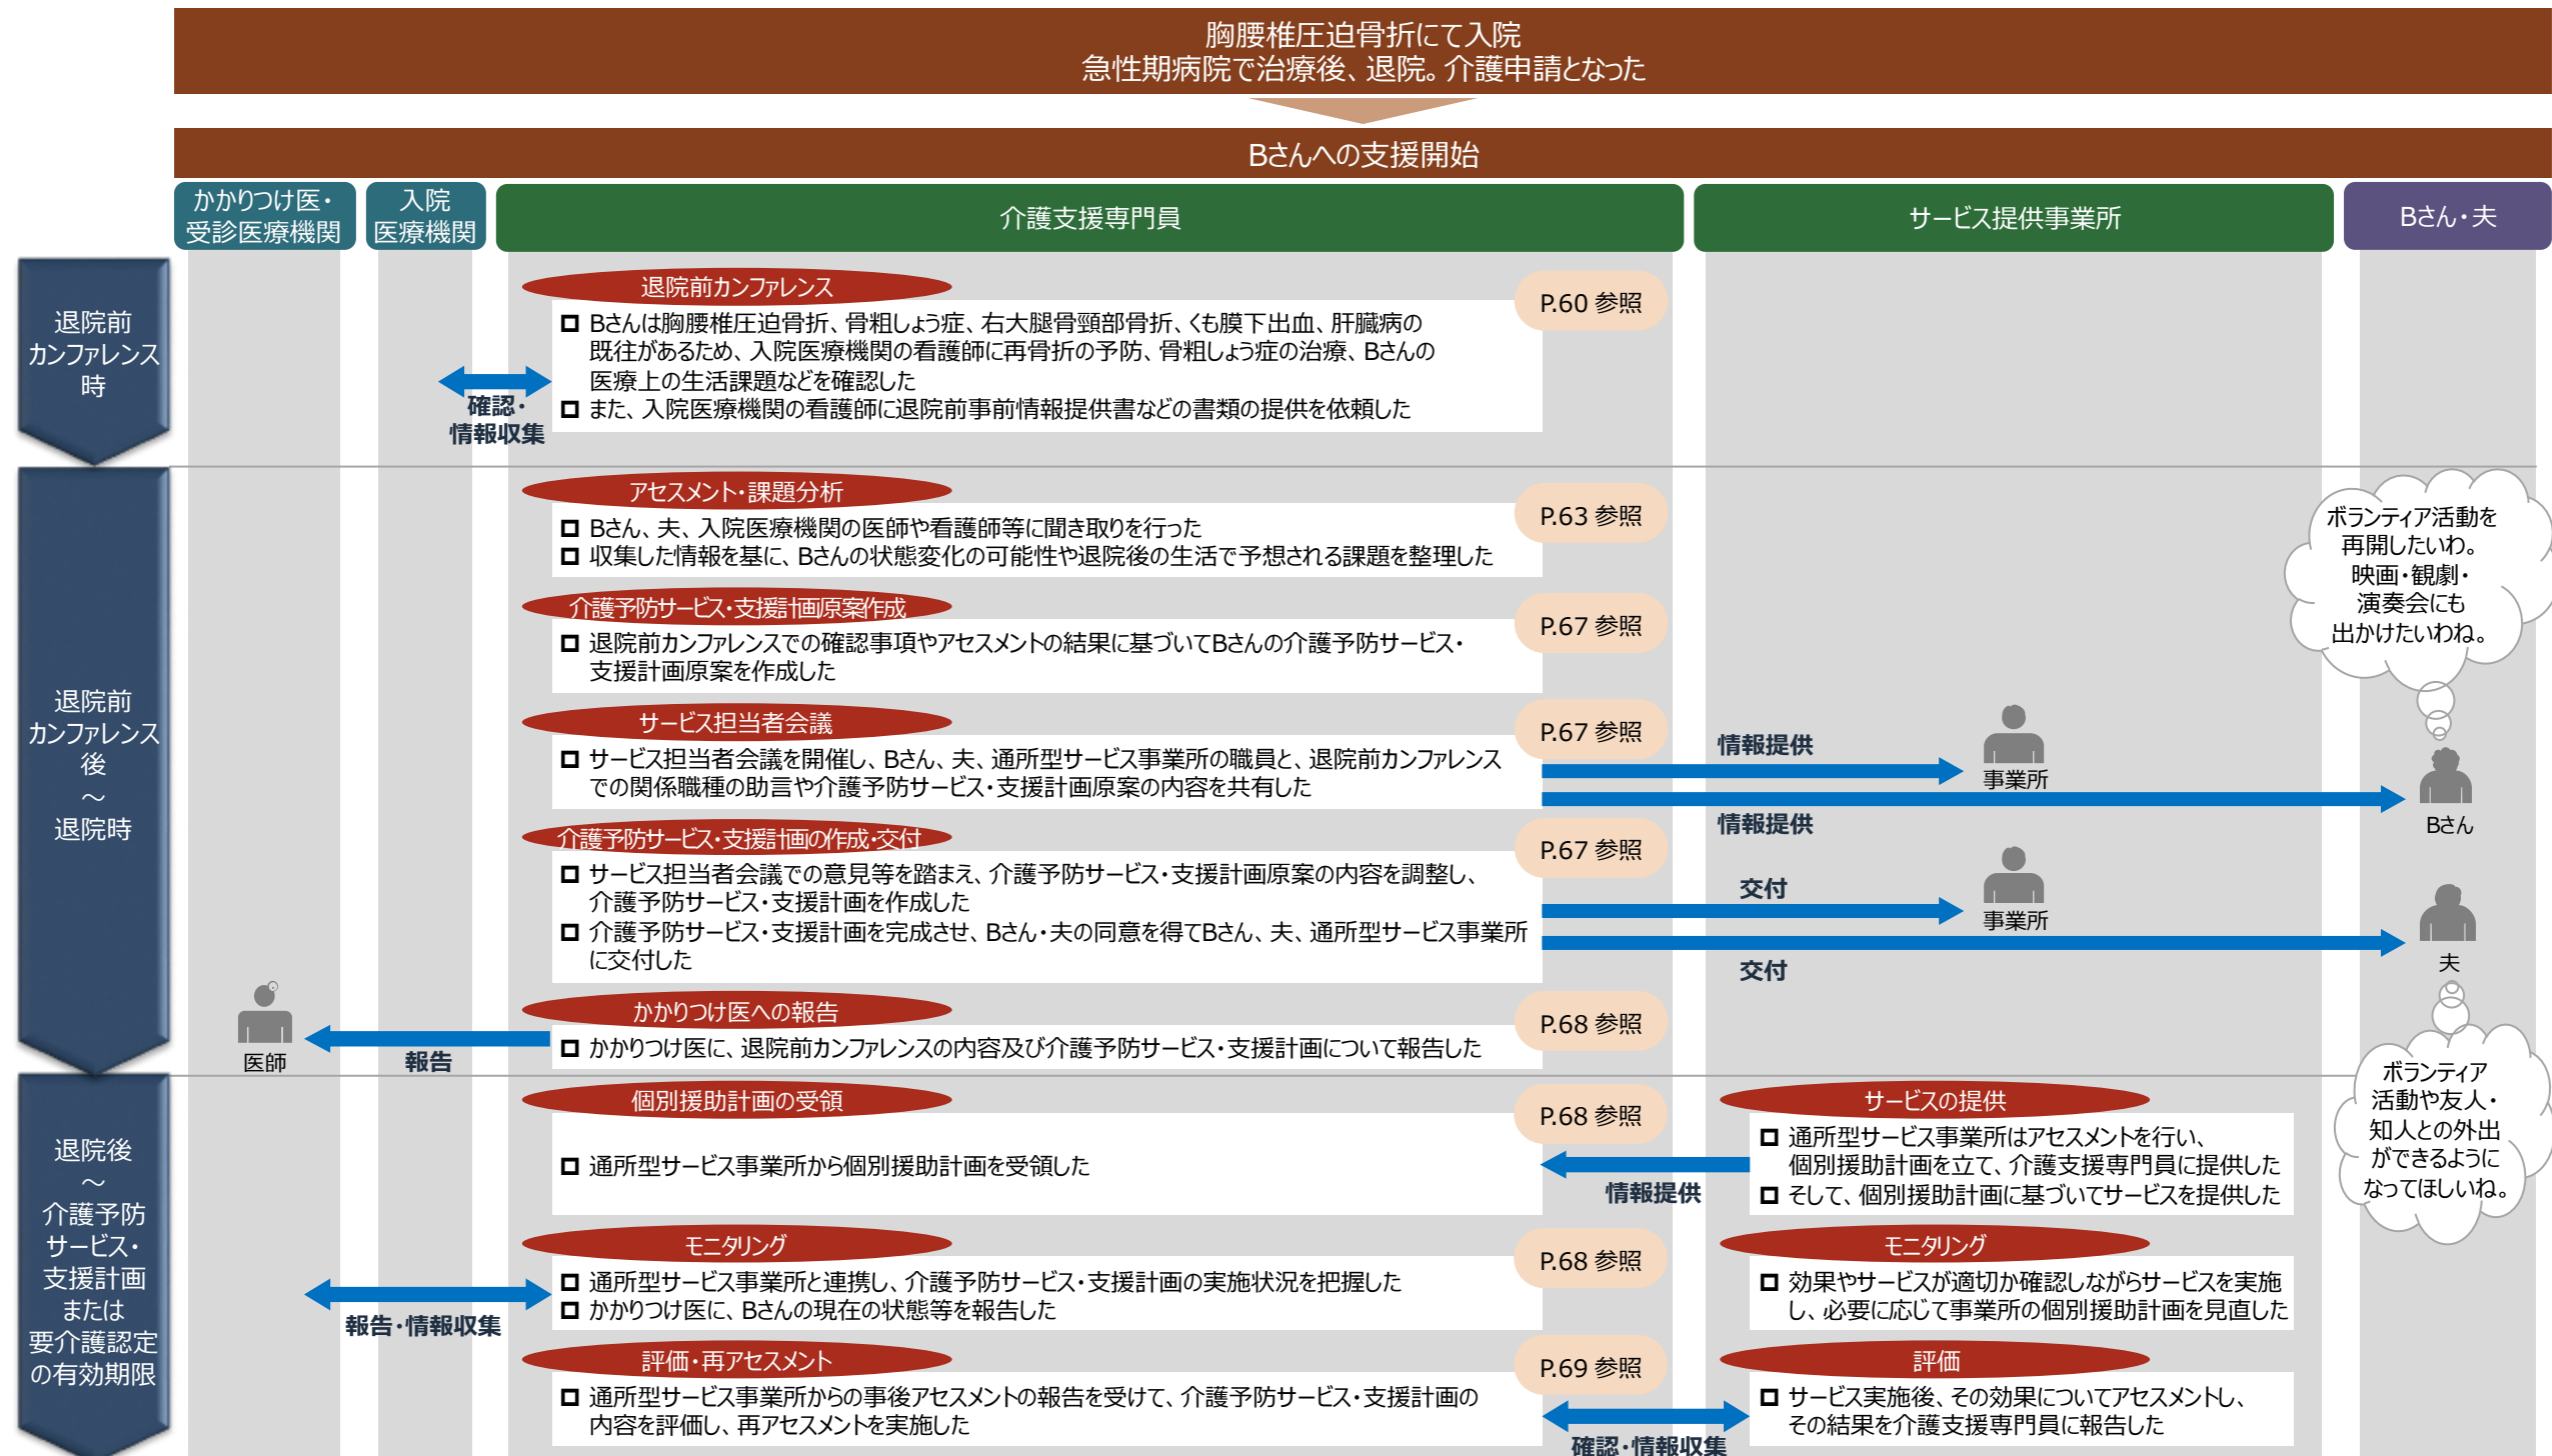 胸腰椎圧迫骨折にて入院
急性期病院で治療後、退院。介護申請となった
Bさんへの支援開始
かかりつけ医・
受診医療機関
入院
医療機関
介護支援専門員
サービス提供事業所
Bさん・夫
退院前
カンファレンス
時
退院前カンファレンス
P.60 参照
Bさんは胸腰椎圧迫骨折、骨粗しょう症、右大腿骨頸部骨折、くも膜下出血、肝臓病の
既往があるため、入院医療機関の看護師に再骨折の予防、骨粗しょう症の治療、Bさんの
医療上の生活課題などを確認した
また、入院医療機関の看護師に退院前事前情報提供書などの書類の提供を依頼した
確認・
情報収集
退院前
カンファレンス
後
～
退院時
アセスメント・課題分析
P.63 参照
Bさん、夫、入院医療機関の医師や看護師等に聞き取りを行った
収集した情報を基に、Bさんの状態変化の可能性や退院後の生活で予想される課題を整理した
介護予防サービス・支援計画原案作成
P.67 参照
退院前カンファレンスでの確認事項やアセスメントの結果に基づいてBさんの介護予防サービス・
支援計画原案を作成した
サービス担当者会議
P.67 参照
サービス担当者会議を開催し、Bさん、夫、通所型サービス事業所の職員と、退院前カンファレンス
での関係職種の助言や介護予防サービス・支援計画原案の内容を共有した
情報提供
事業所
情報提供
ボランティア活動を
再開したいわ。
映画・観劇・
演奏会にも
出かけたいわね。
Bさん
介護予防サービス・支援計画の作成・交付
P.67 参照
サービス担当者会議での意見等を踏まえ、介護予防サービス・支援計画原案の内容を調整し、
介護予防サービス・支援計画を作成した
介護予防サービス・支援計画を完成させ、Bさん・夫の同意を得てBさん、夫、通所型サービス事業所
に交付した
交付
事業所
交付
夫
かかりつけ医への報告
P.68 参照
かかりつけ医に、退院前カンファレンスの内容及び介護予防サービス・支援計画について報告した
医師
報告
ボランティア
活動や友人・
知人との外出
ができるように
なってほしいね。
退院後
～
介護予防
サービス・
支援計画
または
要介護認定
の有効期限
個別援助計画の受領
P.68 参照
通所型サービス事業所から個別援助計画を受領した
情報提供
サービスの提供
通所型サービス事業所はアセスメントを行い、
個別援助計画を立て、介護支援専門員に提供した
そして、個別援助計画に基づいてサービスを提供した
モニタリング
P.68 参照
通所型サービス事業所と連携し、介護予防サービス・支援計画の実施状況を把握した
かかりつけ医に、Bさんの現在の状態等を報告した
報告・情報収集
モニタリング
効果やサービスが適切か確認しながらサービスを実施
し、必要に応じて事業所の個別援助計画を見直した
評価・再アセスメント
P.69 参照
通所型サービス事業所からの事後アセスメントの報告を受けて、介護予防サービス・支援計画の
内容を評価し、再アセスメントを実施した
確認・情報収集
評価
サービス実施後、その効果についてアセスメントし、
その結果を介護支援専門員に報告した